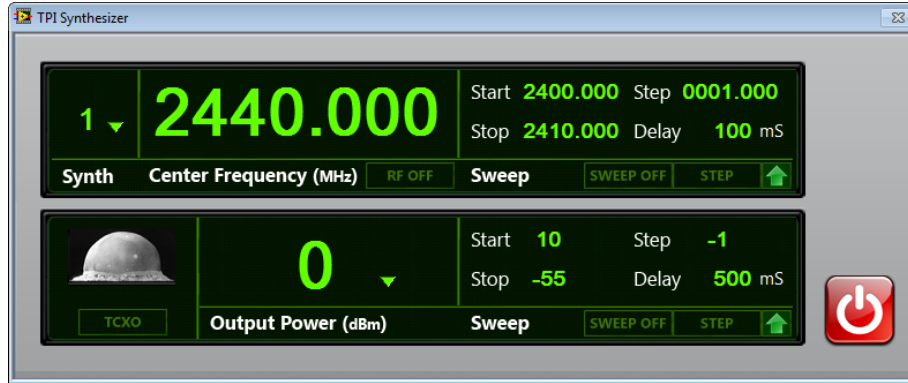 TPI Synthesizer
1 2440.000 Start 2400.000 Step 0001.000
Stop 2410.000 Delay 100 mS
Synth Center Frequency (MHz) RF OFF Sweep SWEEP OFF STEP
0 Start 10 Step -1
Stop -55 Delay 500 mS
TCXO Output Power (dBm) Sweep SWEEP OFF STEP